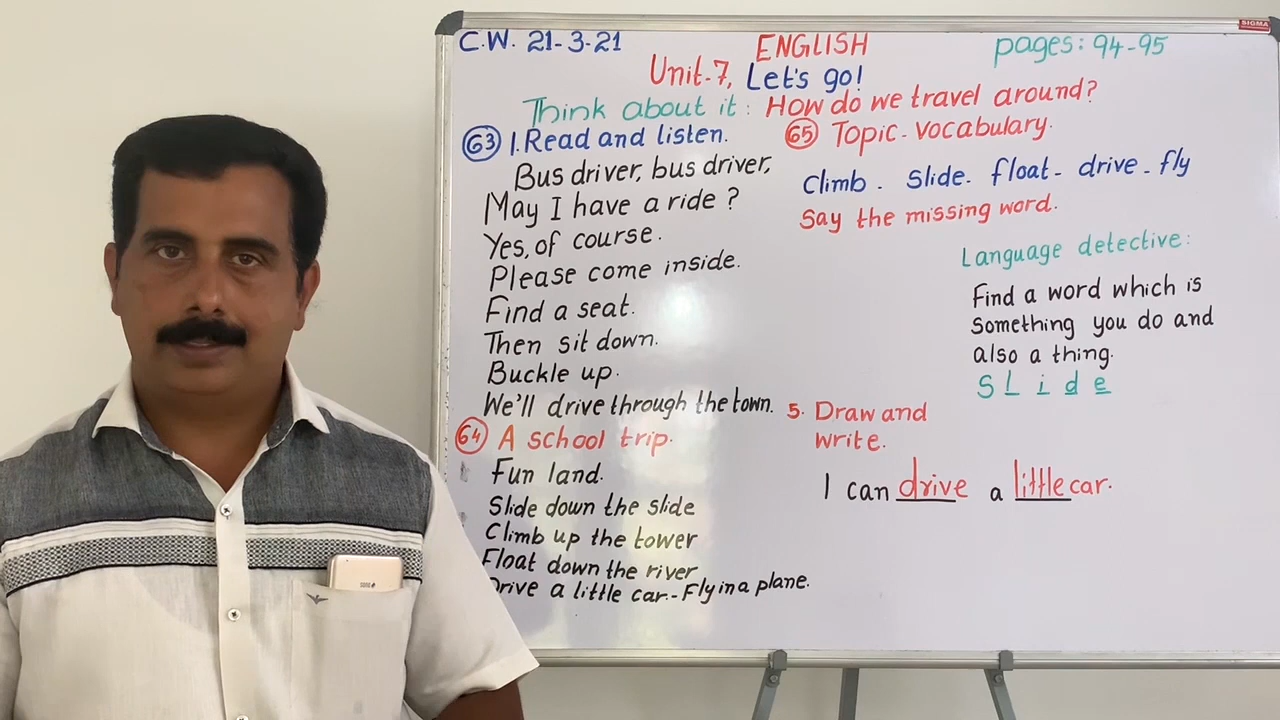 C.W. 21-3-21
ENGLISH
pages: 94-95
SIGMA
Unit-7, Let's go!
Think about it: How do we travel around?
63 1. Read and listen.
Bus driver, bus driver,
May I have a ride?
Yes, of course.
Please come inside.
Find a seat.
Then sit down.
Buckle up.
We'll drive through the town.
64 A school trip.
Fun land.
Slide down the slide
Climb up the tower
Float down the river
Drive a little car.-Fly in a plane.
65 Topic-vocabulary.
Climb - Slide- float- drive- fly
Say the missing word.
Language detective:
Find a word which is
something you do and
also a thing.
S L i d e
5. Draw and
write.
I can drive a little car.